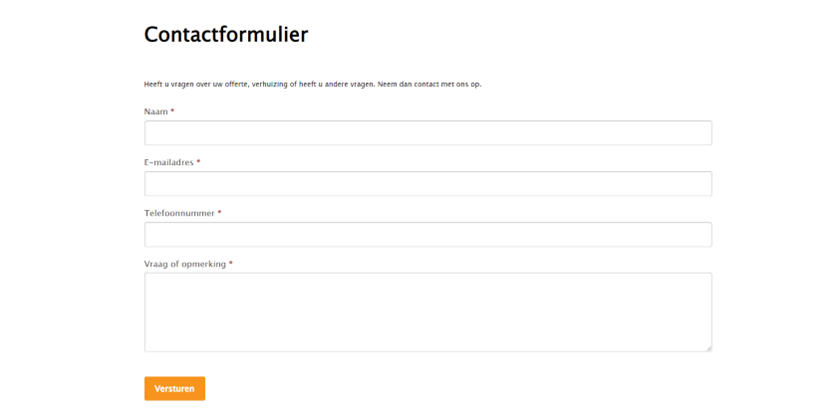 Contactformulier
Heeft u vragen over uw offerte, verhuizing of heeft u andere vragen. Neem dan contact met ons op.
Naam *
E-mailadres *
Telefoonnummer *
Vraag of opmerking *
Versturen